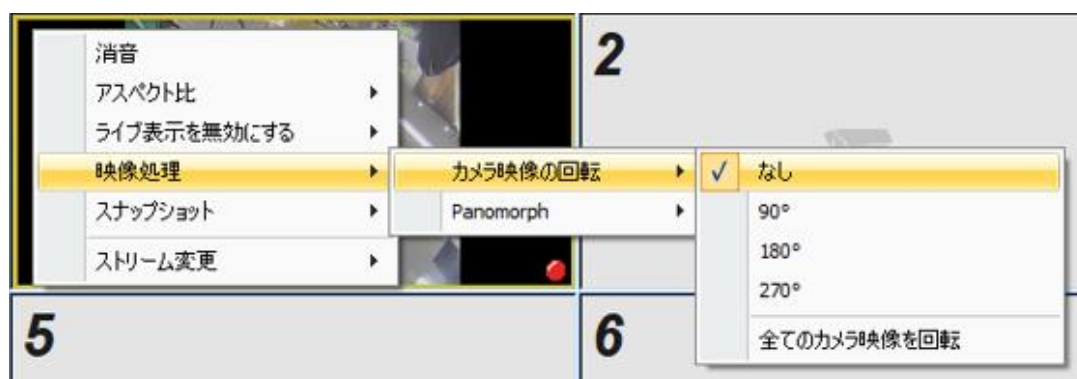 消音
アスペクト比
ライブ表示を無効にする
映像処理
スナップショット
ストリーム変更
カメラ映像の回転
Panomorph
なし
90°
180°
270°
全てのカメラ映像を回転
2
5
6